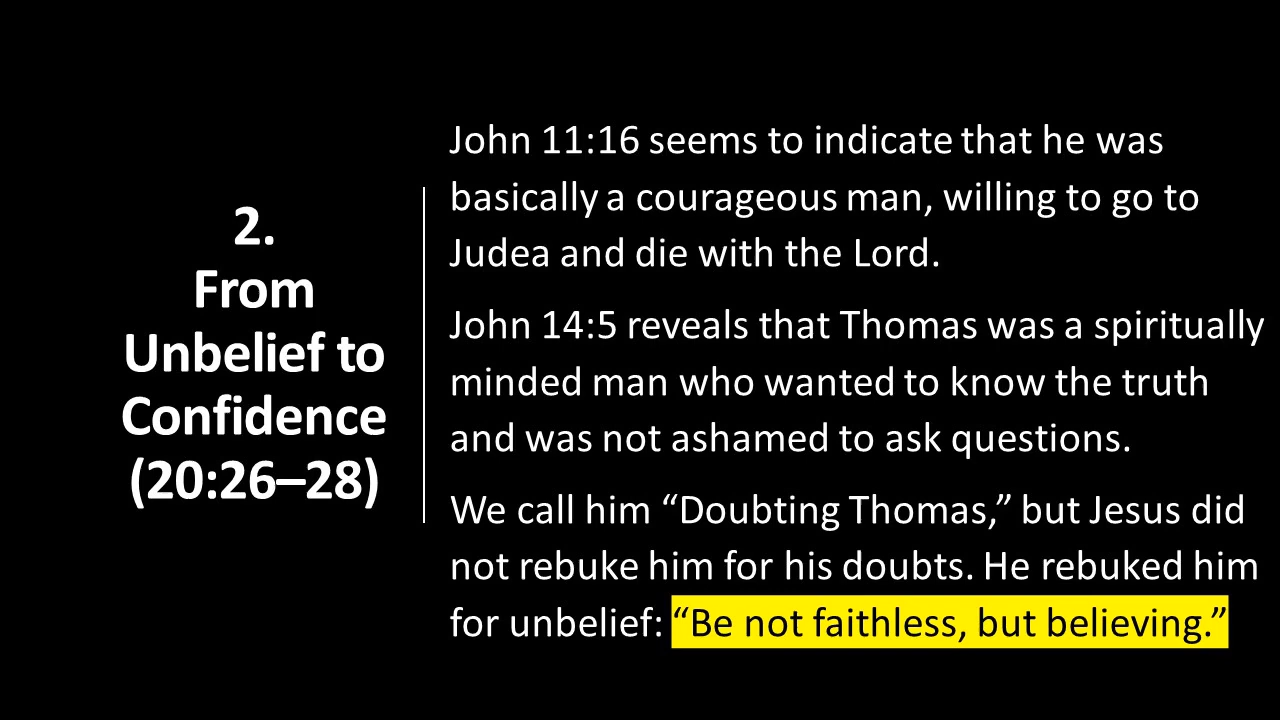 2.
From
Unbelief to
Confidence
(20:26–28)
John 11:16 seems to indicate that he was
basically a courageous man, willing to go to
Judea and die with the Lord.
John 14:5 reveals that Thomas was a spiritually
minded man who wanted to know the truth
and was not ashamed to ask questions.
We call him “Doubting Thomas,” but Jesus did
not rebuke him for his doubts. He rebuked him
for unbelief: “Be not faithless, but believing.”